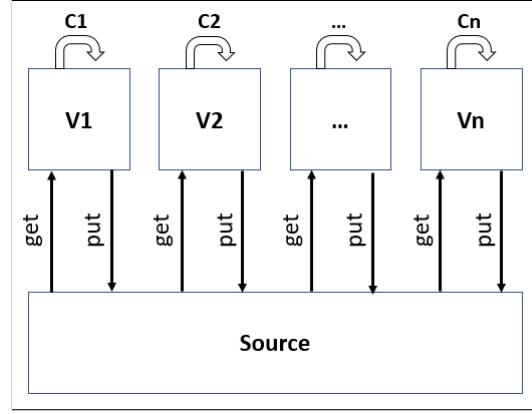 C1 C2 ... Cn
V1 V2 ... Vn
get put get put get put get put
Source